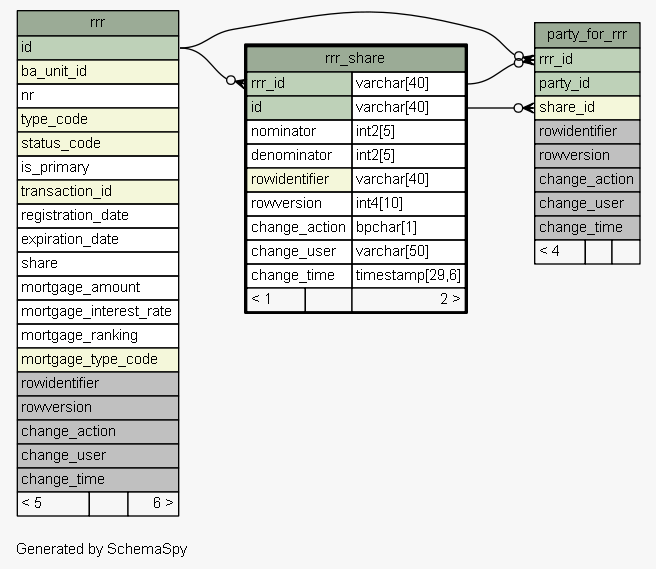 rrr
id
ba_unit_id
nr
type_code
status_code
is_primary
transaction_id
registration_date
expiration_date
share
mortgage_amount
mortgage_interest_rate
mortgage_ranking
mortgage_type_code
rowidentifier
rowversion
change_action
change_user
change_time
< 5 6 >
rrr_share
rrr_id varchar[40]
id varchar[40]
nominator int2[5]
denominator int2[5]
rowidentifier varchar[40]
rowversion int4[10]
change_action bpchar[1]
change_user varchar[50]
change_time timestamp[29,6]
< 1 2 >
party_for_rrr
rrr_id
party_id
share_id
rowidentifier
rowversion
change_action
change_user
change_time
< 4
Generated by SchemaSpy